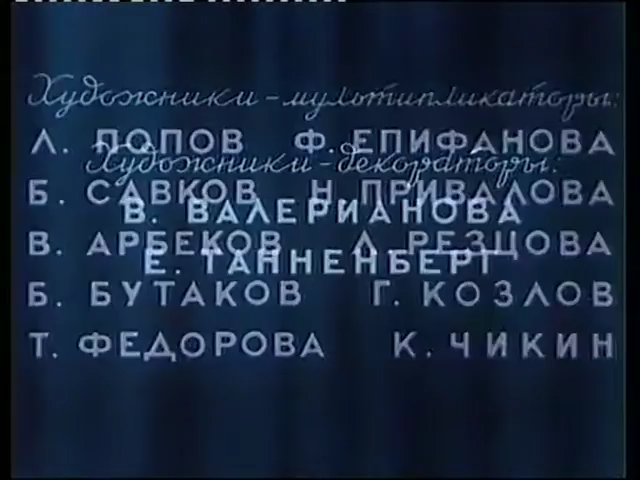 Художники-мультипликаторы:
Л. ПОПОВ Ф. ЕПИФАНОВА
Художники-декораторы:
Б. САВКОВ Н. ПРИВАЛОВА
В. ВАЛЕРИАНОВА
В. АРБЕКОВ Л. РЕЗЦОВА
Е. ТАННЕНБЕРГ
Б. БУТАКОВ Г. КОЗЛОВ
Т. ФЕДОРОВА К. ЧИКИН